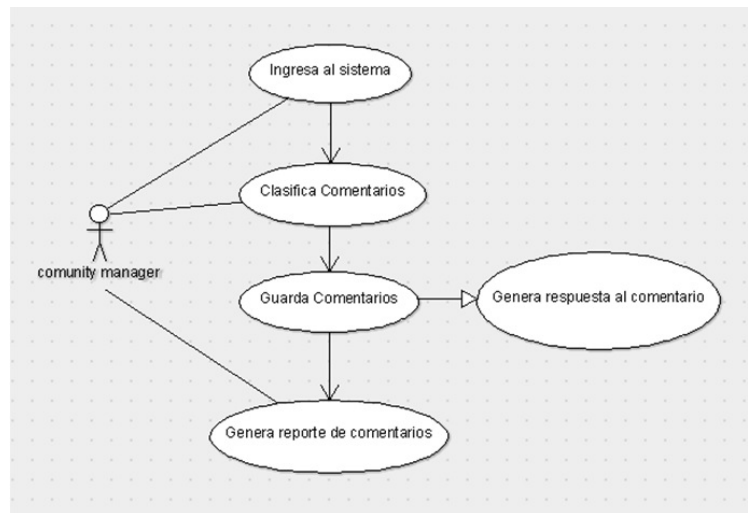 Ingresa al sistema
Clasifica Comentarios
comunity manager
Guarda Comentarios
Genera respuesta al comentario
Genera reporte de comentarios